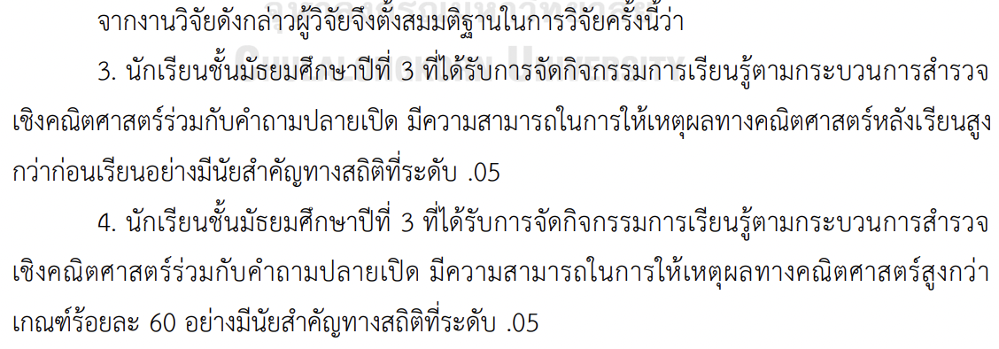 จุฬาลงกรณ์มหาวิทยาลัย
จากงานวิจัยดังกล่าวผู้วิจัยจึงตั้งสมมติฐานในการวิจัยครั้งนี้ว่า
CHULALONGKORN UNIVERSITY
3. นักเรียนชั้นมัธยมศึกษาปีที่ 3 ที่ได้รับการจัดกิจกรรมการเรียนรู้ตามกระบวนการสำรวจ
เชิงคณิตศาสตร์ร่วมกับคำถามปลายเปิด มีความสามารถในการให้เหตุผลทางคณิตศาสตร์หลังเรียนสูง
กว่าก่อนเรียนอย่างมีนัยสำคัญทางสถิติที่ระดับ .05
4. นักเรียนชั้นมัธยมศึกษาปีที่ 3 ที่ได้รับการจัดกิจกรรมการเรียนรู้ตามกระบวนการสำรวจ
เชิงคณิตศาสตร์ร่วมกับคำถามปลายเปิด มีความสามารถในการให้เหตุผลทางคณิตศาสตร์สูงกว่า
เกณฑ์ร้อยละ 60 อย่างมีนัยสำคัญทางสถิติที่ระดับ .05